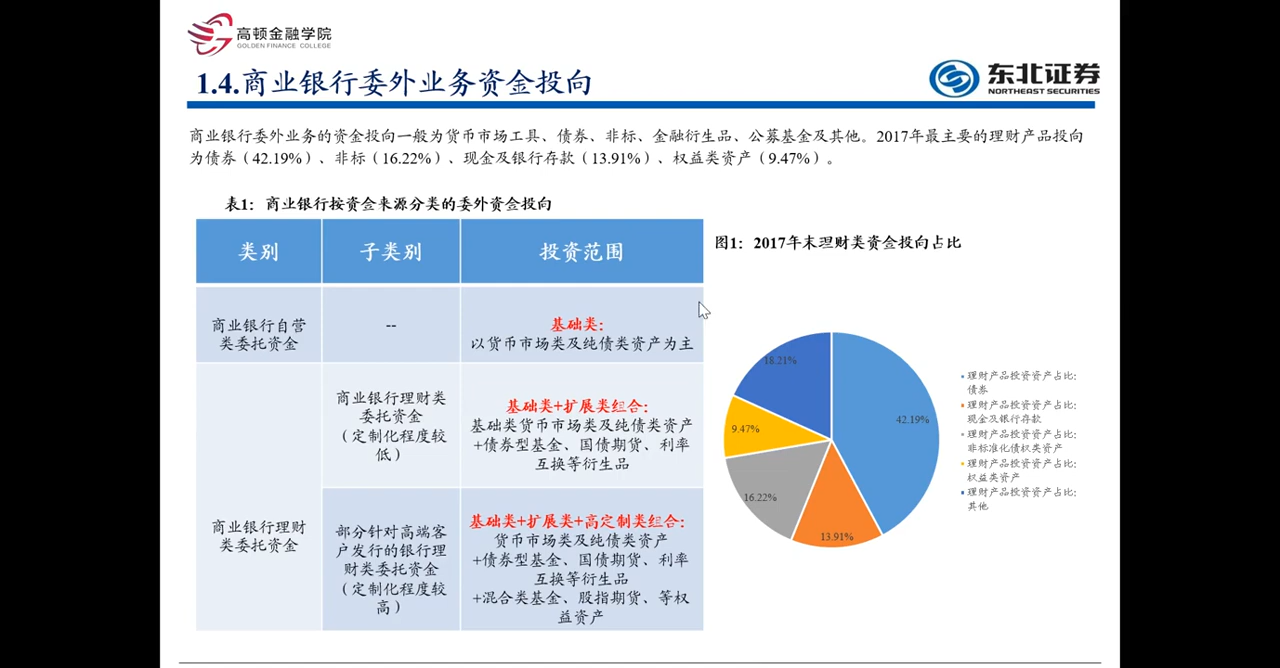 高顿金融学院
GOLDEN FINANCE COLLEGE
1.4.商业银行委外业务资金投向
东北证券
NORTHEAST SECURITIES
商业银行委外业务的资金投向一般为货币市场工具、债券、非标、金融衍生品、公募基金及其他。2017年最主要的理财产品投向
为债券（42.19%）、非标（16.22%）、现金及银行存款（13.91%）、权益类资产（9.47%）。
表1：商业银行按资金来源分类的委外资金投向
类别
子类别
投资范围
商业银行自营
类委托资金
--
基础类:
以货币市场类及纯债类资产为主
商业银行理财
类委托资金
商业银行理财类
委托资金
（定制化程度较
低）
基础类+扩展类组合:
基础类货币市场类及纯债类资产
+债券型基金、国债期货、利率
互换等衍生品
部分针对高端客
户发行的银行理
财类委托资金
（定制化程度较
高）
基础类+扩展类+高定制类组合:
货币市场类及纯债类资产
+债券型基金、国债期货、利率
互换等衍生品
+混合类基金、股指期货、等权
益资产
图1：2017年末理财类资金投向占比
18.21%
42.19%
9.47%
16.22%
13.91%
理财产品投资资产占比:
债券
理财产品投资资产占比:
现金及银行存款
理财产品投资资产占比:
非标准化债权类资产
理财产品投资资产占比:
权益类资产
理财产品投资资产占比:
其他